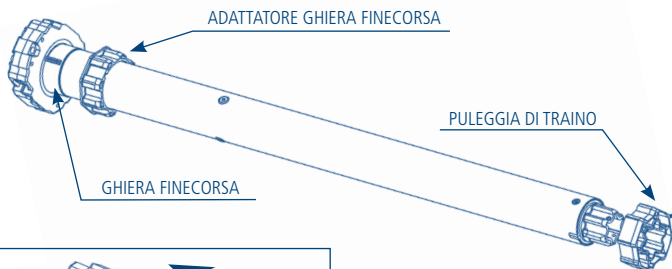 ADATTATORE GHIERA FINECORSA
PULEGGIA DI TRAINO
GHIERA FINECORSA